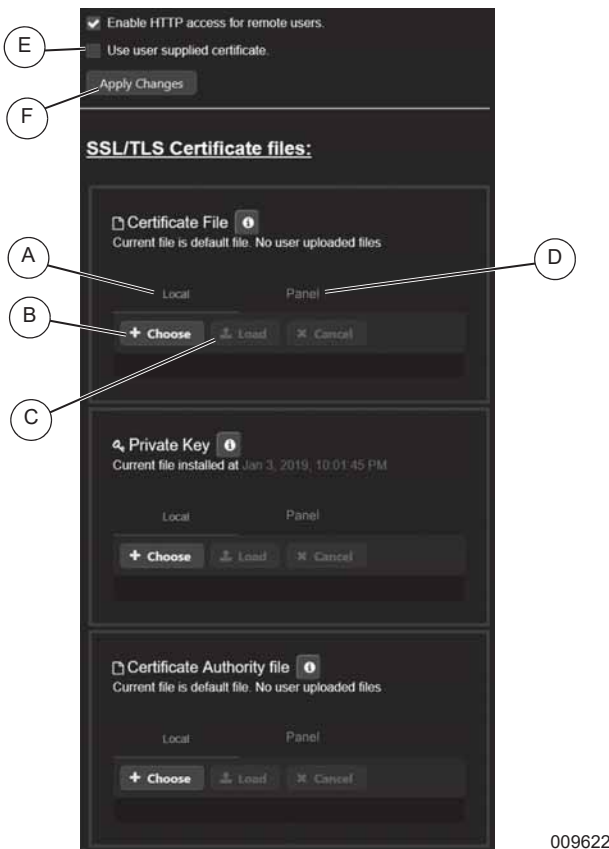 Enable HTTP access for remote users.
E
Use user supplied certificate.
Apply Changes
F
SSL/TLS Certificate files:
Certificate File
Current file is default file. No user uploaded files
A
D
Local Panel
B
+ Choose Load × Cancel
C
Private Key
Current file installed at Jan 3, 2019, 10:01:45 PM
Local Panel
+ Choose Load × Cancel
Certificate Authority file
Current file is default file. No user uploaded files
Local Panel
+ Choose Load × Cancel
009622